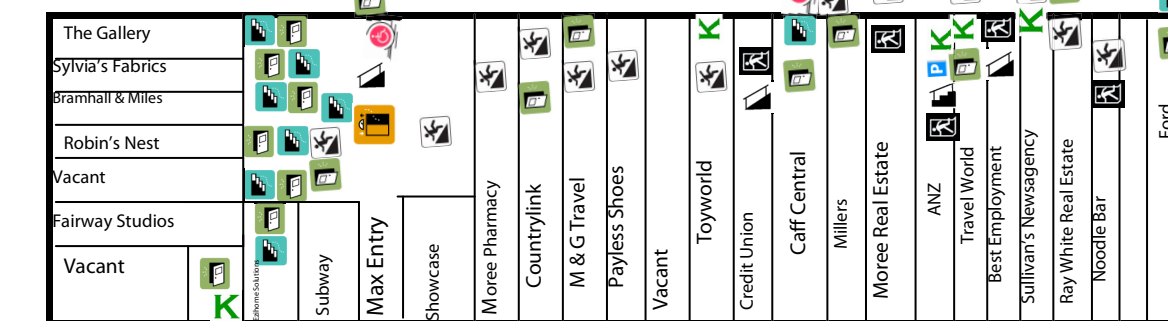 The Gallery
Sylvia's Fabrics
Bramhall & Miles
Robin's Nest
Vacant
Fairway Studios
Vacant
K
Subway
Max Entry
Showcase
Moree Pharmacy
Countrylink
M & G Travel
Payless Shoes
Vacant
K
Toyworld
Credit Union
Caff Central
Millers
Moree Real Estate
K
P
ANZ
K
Travel World
Best Employment
K
Sullivan's Newsagency
Ray White Real Estate
Noodle Bar
Ford